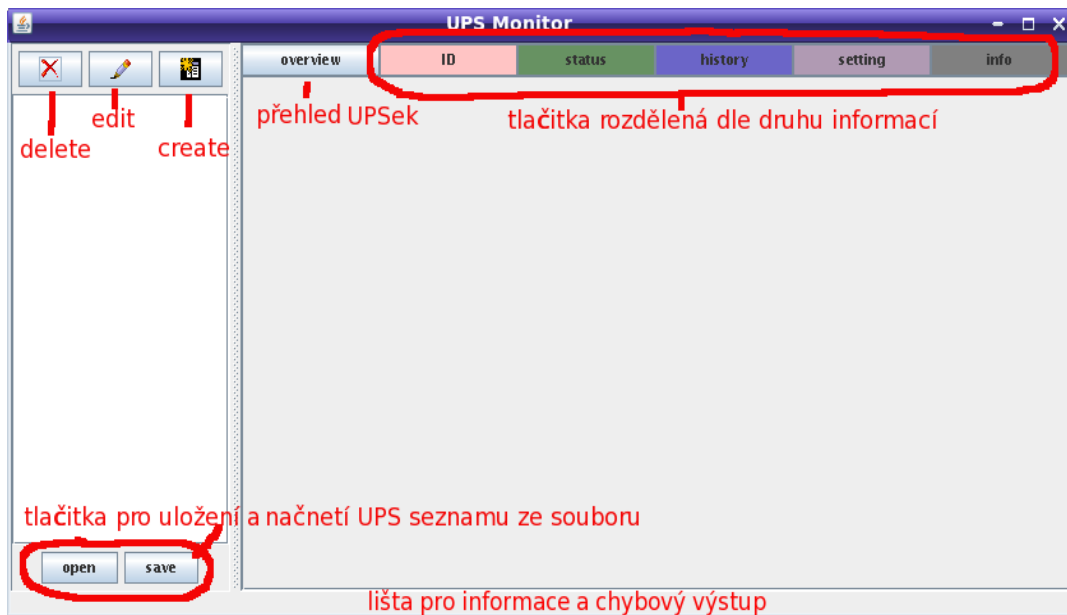 UPS Monitor
overview ID status history setting info
delete edit create
přehled UPSek
tlačitka rozdělená dle druhu informací
tlačitka pro uložení a načnetí UPS seznamu ze souboru
open save
lišta pro informace a chybový výstup